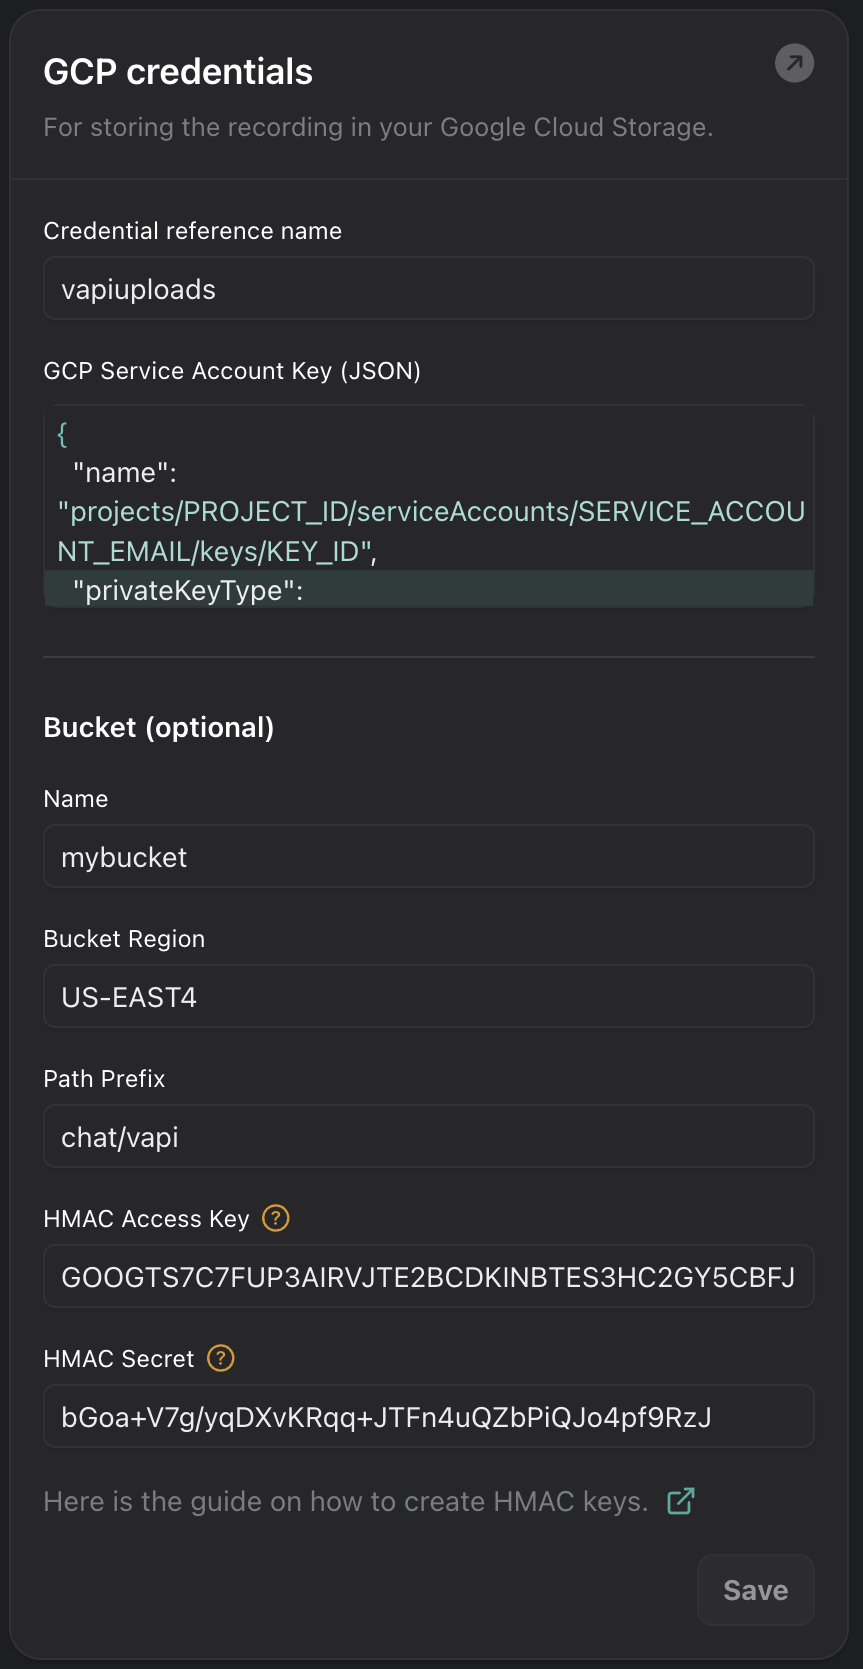 GCP credentials
For storing the recording in your Google Cloud Storage.
Credential reference name
vapiuploads
GCP Service Account Key (JSON)
{
"name":
"projects/PROJECT_ID/serviceAccounts/SERVICE_ACCOU
NT_EMAIL/keys/KEY_ID",
"privateKeyType":
Bucket (optional)
Name
mybucket
Bucket Region
US-EAST4
Path Prefix
chat/vapi
HMAC Access Key ?
GOOGTS7C7FUP3AIRVJTE2BCDKINBTES3HC2GY5CBFJ
HMAC Secret ?
bGoa+V7g/yqDXvKRqq+JTFn4uQZbPiQJo4pf9RzJ
Here is the guide on how to create HMAC keys.
Save